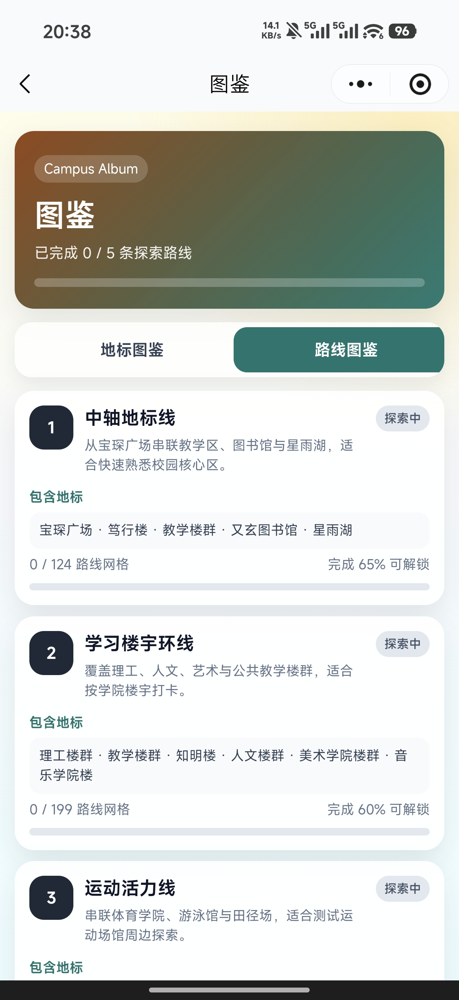 20:38
14.1 KB/s 5G 5G 6 96
图鉴
Campus Album
图鉴
已完成 0 / 5 条探索路线
地标图鉴 路线图鉴
1 中轴地标线 探索中
从宝琛广场串联教学区、图书馆与星雨湖，适
合快速熟悉校园核心区。
包含地标
宝琛广场 · 笃行楼 · 教学楼群 · 又玄图书馆 · 星雨湖
0 / 124 路线网格 完成 65% 可解锁
2 学习楼宇环线 探索中
覆盖理工、人文、艺术与公共教学楼群，适合
按学院楼宇打卡。
包含地标
理工楼群 · 教学楼群 · 知明楼 · 人文楼群 · 美术学院楼群 · 音
乐学院楼
0 / 199 路线网格 完成 60% 可解锁
3 运动活力线 探索中
串联体育学院、游泳馆与田径场，适合测试运
动场馆周边探索。
包含地标